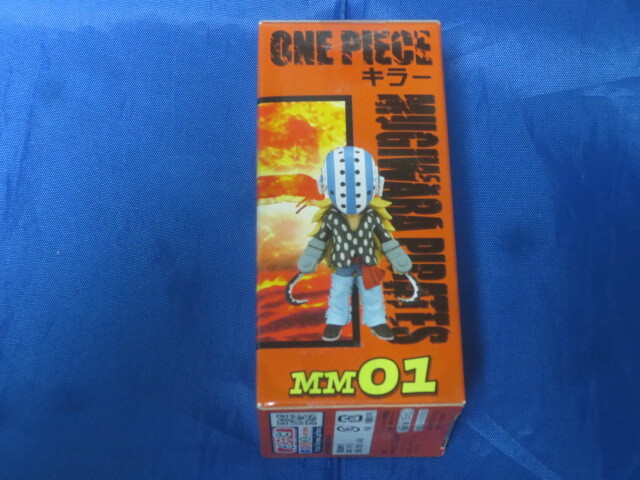 ONE PIECE
キラー
MUGIWARA PIRATES
MM01